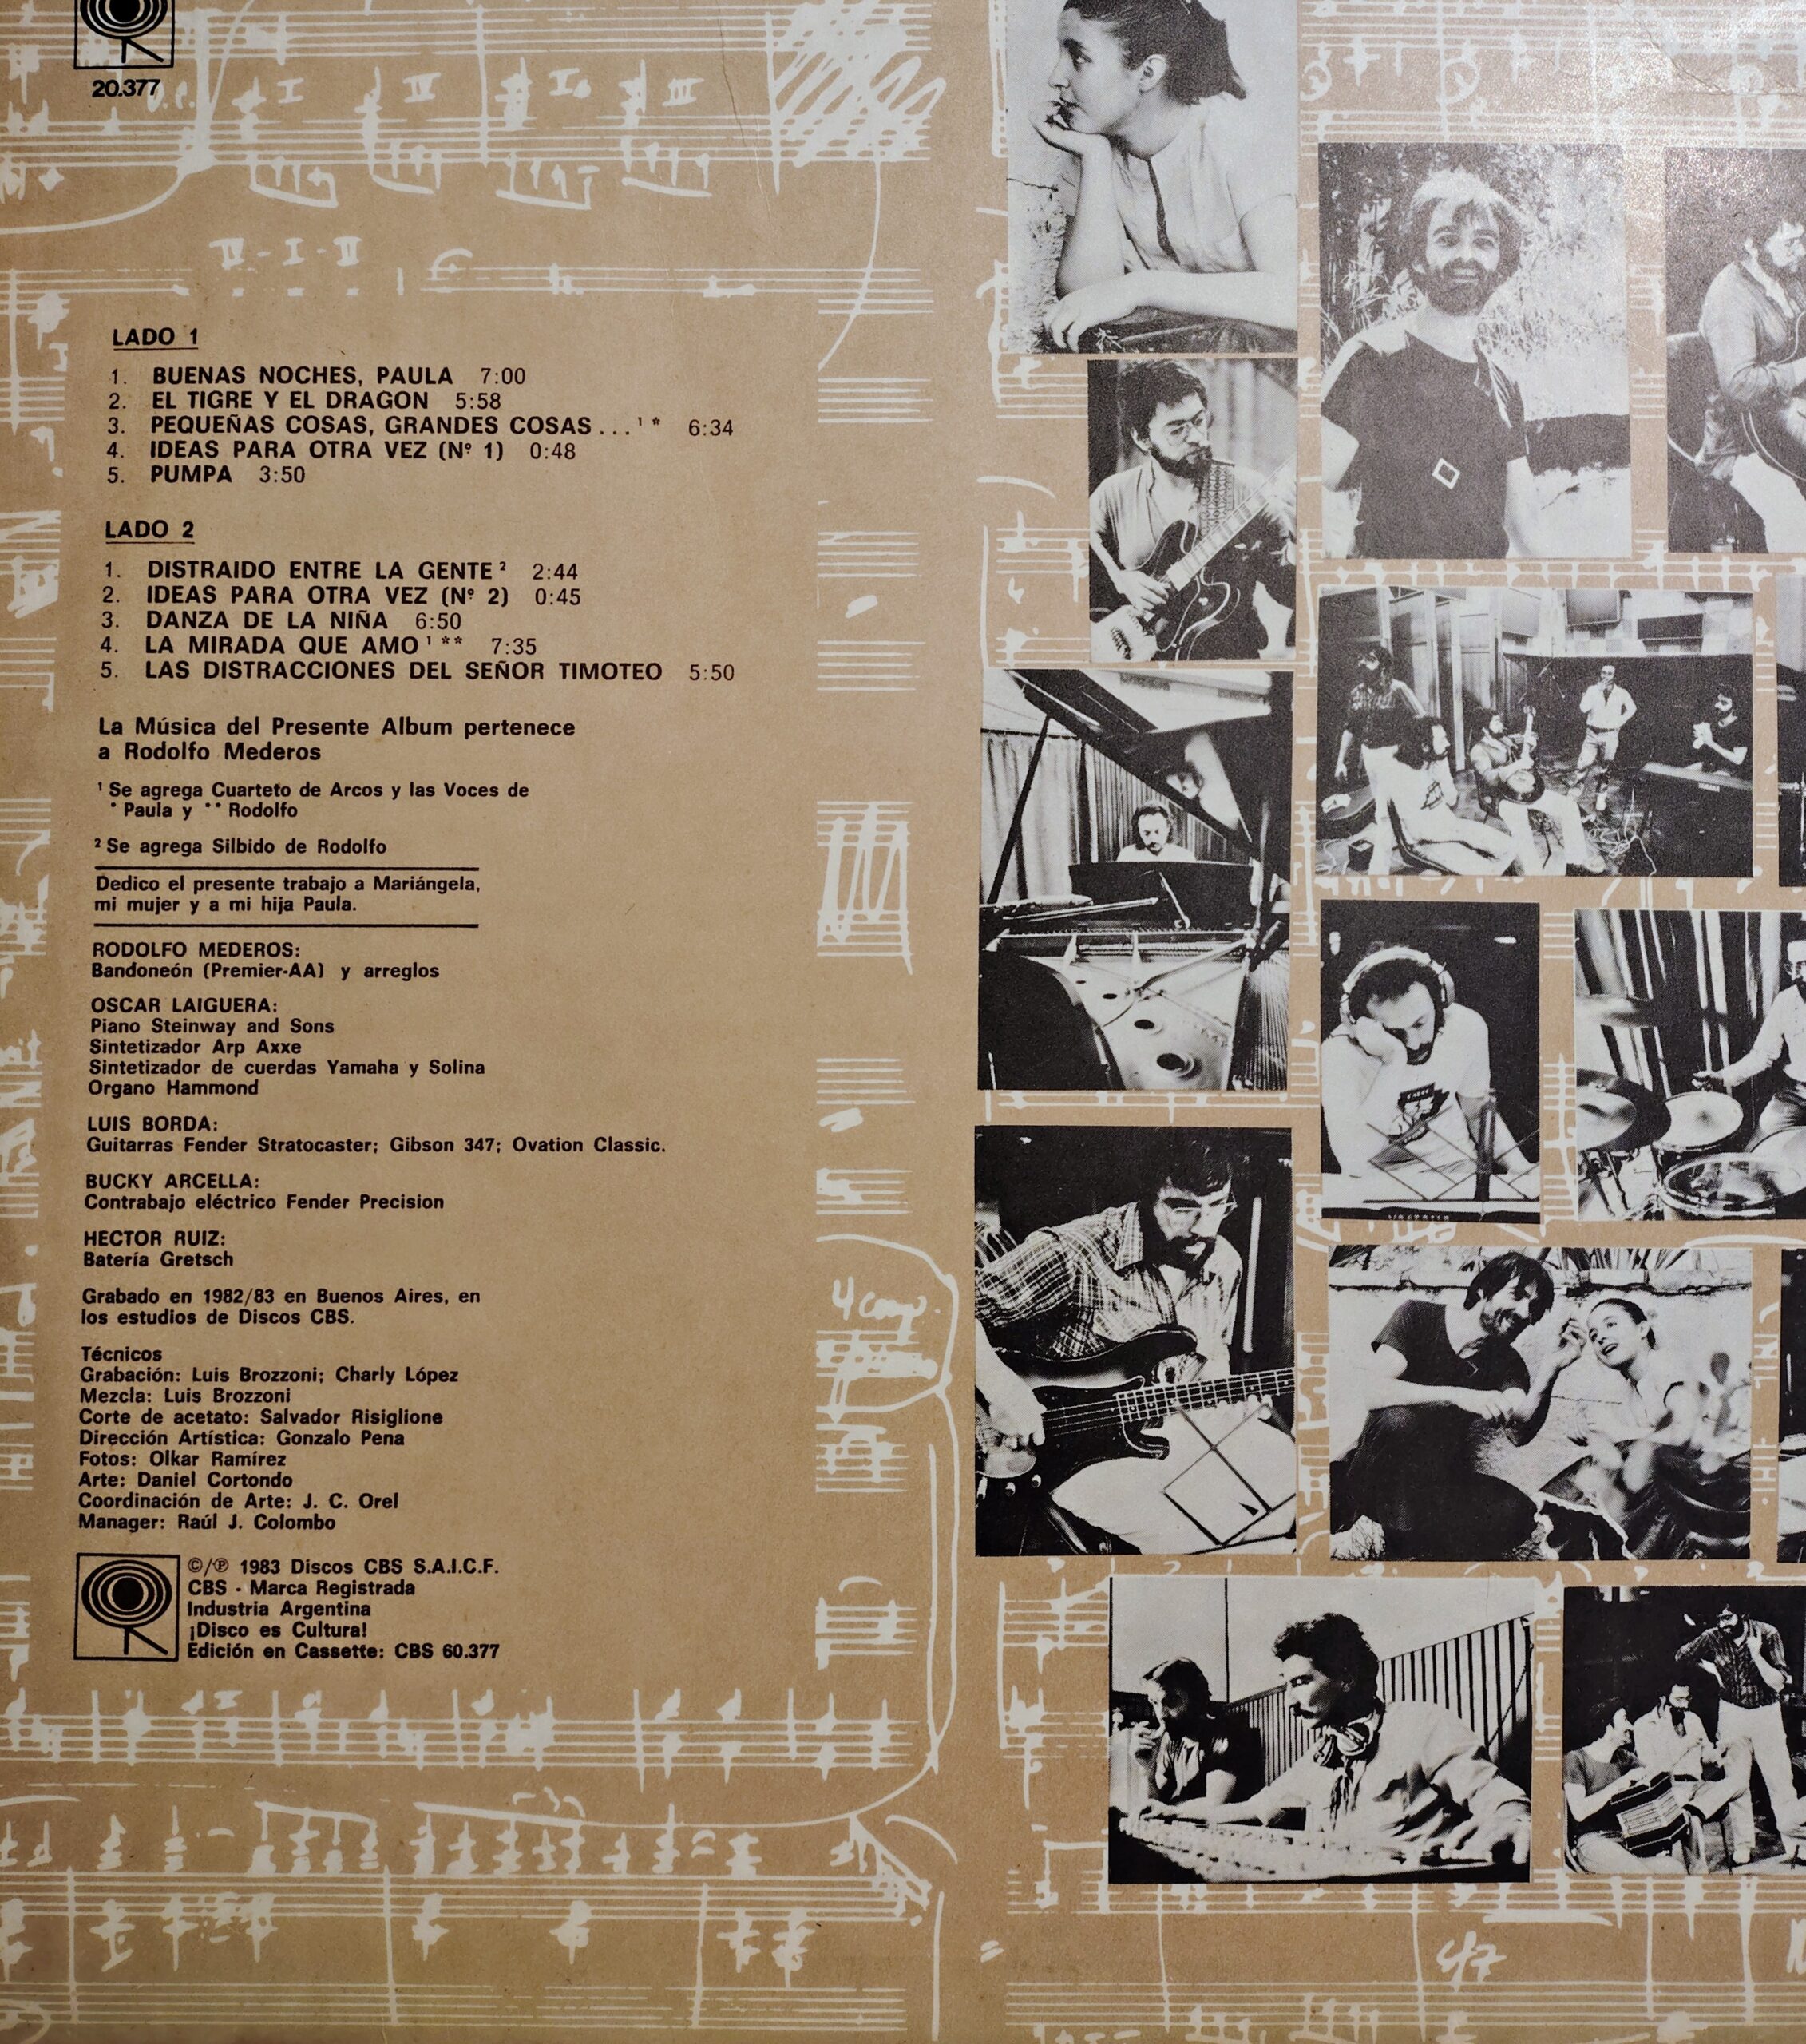 20.377
II I II I III
IV - I - II
LADO 1
1. BUENAS NOCHES, PAULA 7:00
2. EL TIGRE Y EL DRAGON 5:58
3. PEQUEÑAS COSAS, GRANDES COSAS...¹ * 6:34
4. IDEAS PARA OTRA VEZ (Nº 1) 0:48
5. PUMPA 3:50
LADO 2
1. DISTRAIDO ENTRE LA GENTE ² 2:44
2. IDEAS PARA OTRA VEZ (Nº 2) 0:45
3. DANZA DE LA NIÑA 6:50
4. LA MIRADA QUE AMO ¹ ** 7:35
5. LAS DISTRACCIONES DEL SEÑOR TIMOTEO 5:50
La Música del Presente Album pertenece
a Rodolfo Mederos
¹ Se agrega Cuarteto de Arcos y las Voces de
* Paula y ** Rodolfo
² Se agrega Silbido de Rodolfo
Dedico el presente trabajo a Mariángela,
mi mujer y a mi hija Paula.
RODOLFO MEDEROS:
Bandoneón (Premier-AA) y arreglos
OSCAR LAIGUERA:
Piano Steinway and Sons
Sintetizador Arp Axxe
Sintetizador de cuerdas Yamaha y Solina
Organo Hammond
LUIS BORDA:
Guitarras Fender Stratocaster; Gibson 347; Ovation Classic.
BUCKY ARCELLA:
Contrabajo eléctrico Fender Precision
HECTOR RUIZ:
Batería Gretsch
Grabado en 1982/83 en Buenos Aires, en
los estudios de Discos CBS.
Técnicos
Grabación: Luis Brozzoni; Charly López
Mezcla: Luis Brozzoni
Corte de acetato: Salvador Risiglione
Dirección Artística: Gonzalo Pena
Fotos: Olkar Ramírez
Arte: Daniel Cortondo
Coordinación de Arte: J. C. Orel
Manager: Raúl J. Colombo
©/℗ 1983 Discos CBS S.A.I.C.F.
CBS - Marca Registrada
Industria Argentina
¡Disco es Cultura!
Edición en Cassette: CBS 60.377
47